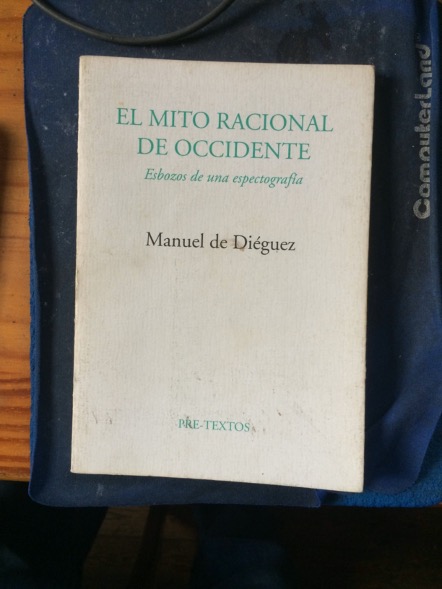 EL MITO RACIONAL
DE OCCIDENTE
Esbozos de una espectografía
Manuel de Diéguez
PRE-TEXTOS
ComputerLand